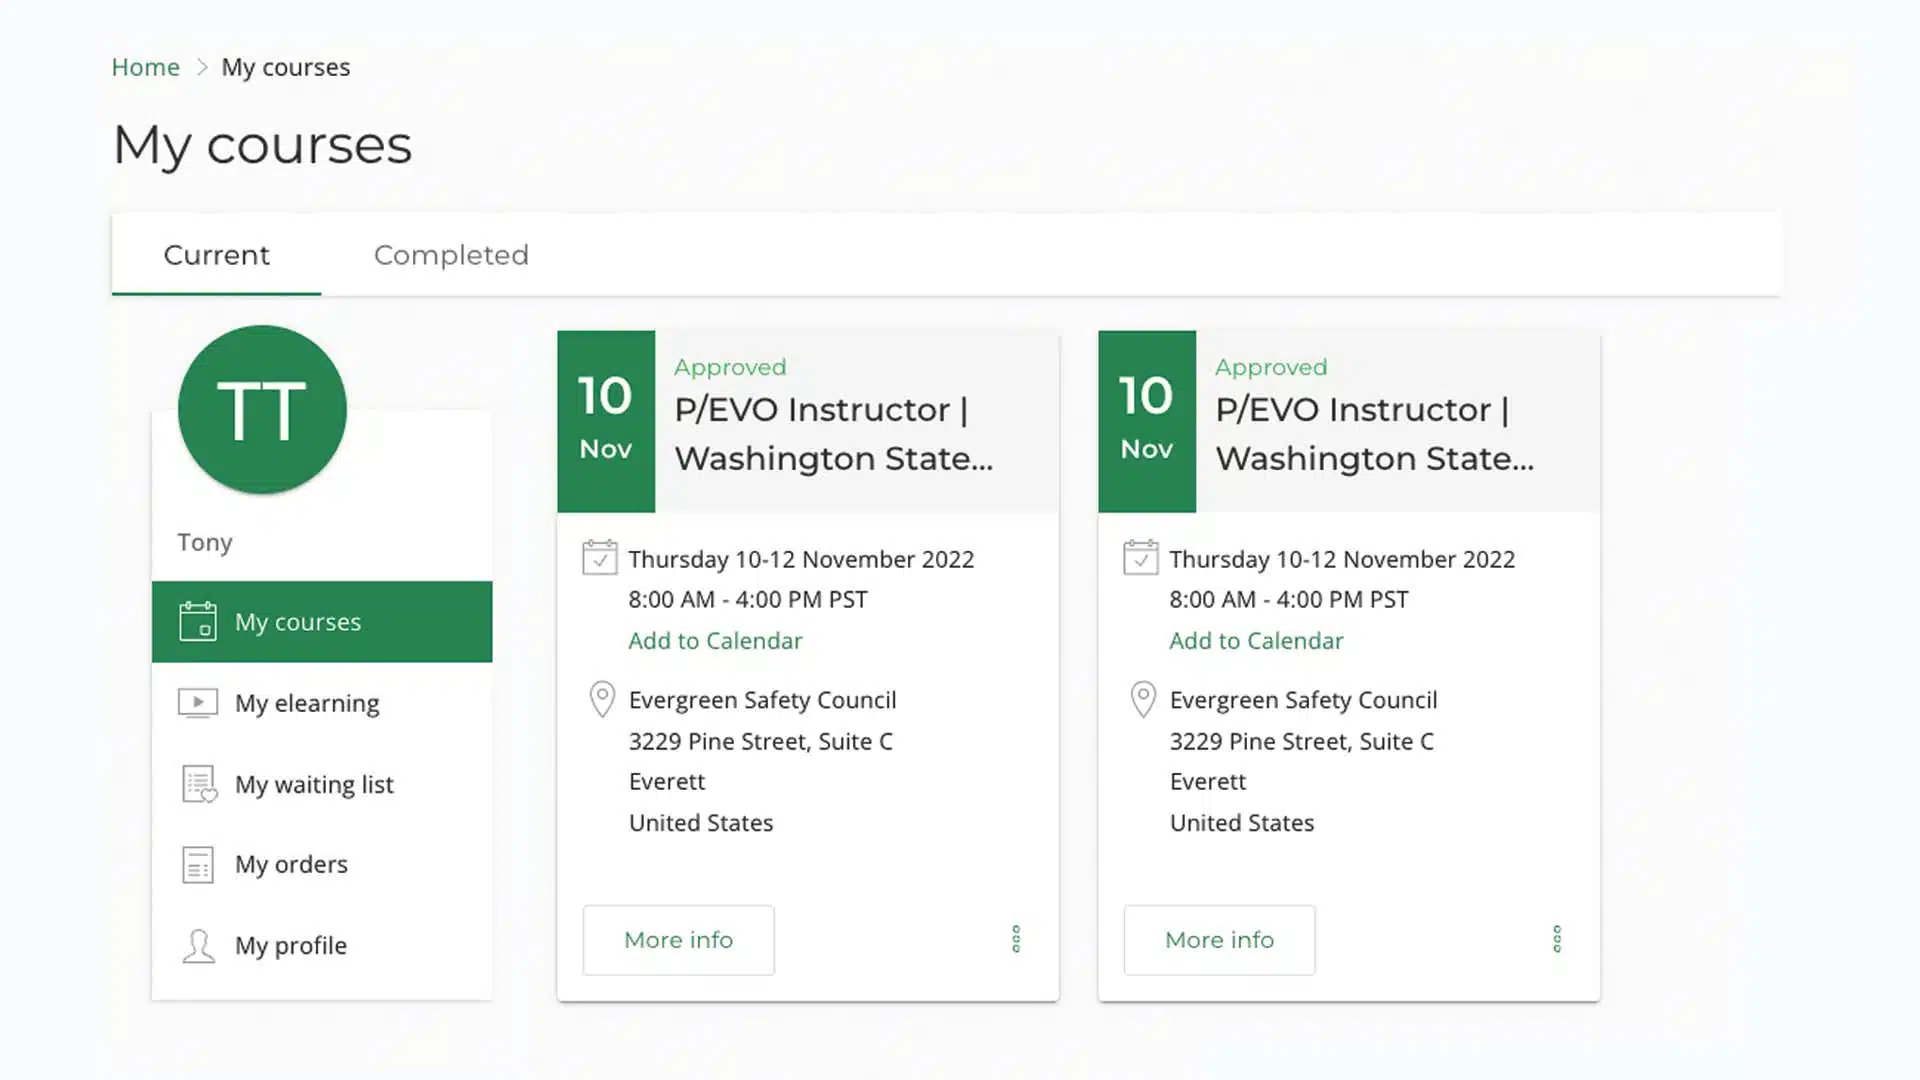 Home > My courses
My courses
Current
Completed
TT
Tony
My courses
My elearning
My waiting list
My orders
My profile
10
Nov
Approved
P/EVO Instructor |
Washington State...
Thursday 10-12 November 2022
8:00 AM - 4:00 PM PST
Add to Calendar
Evergreen Safety Council
3229 Pine Street, Suite C
Everett
United States
More info
10
Nov
Approved
P/EVO Instructor |
Washington State...
Thursday 10-12 November 2022
8:00 AM - 4:00 PM PST
Add to Calendar
Evergreen Safety Council
3229 Pine Street, Suite C
Everett
United States
More info